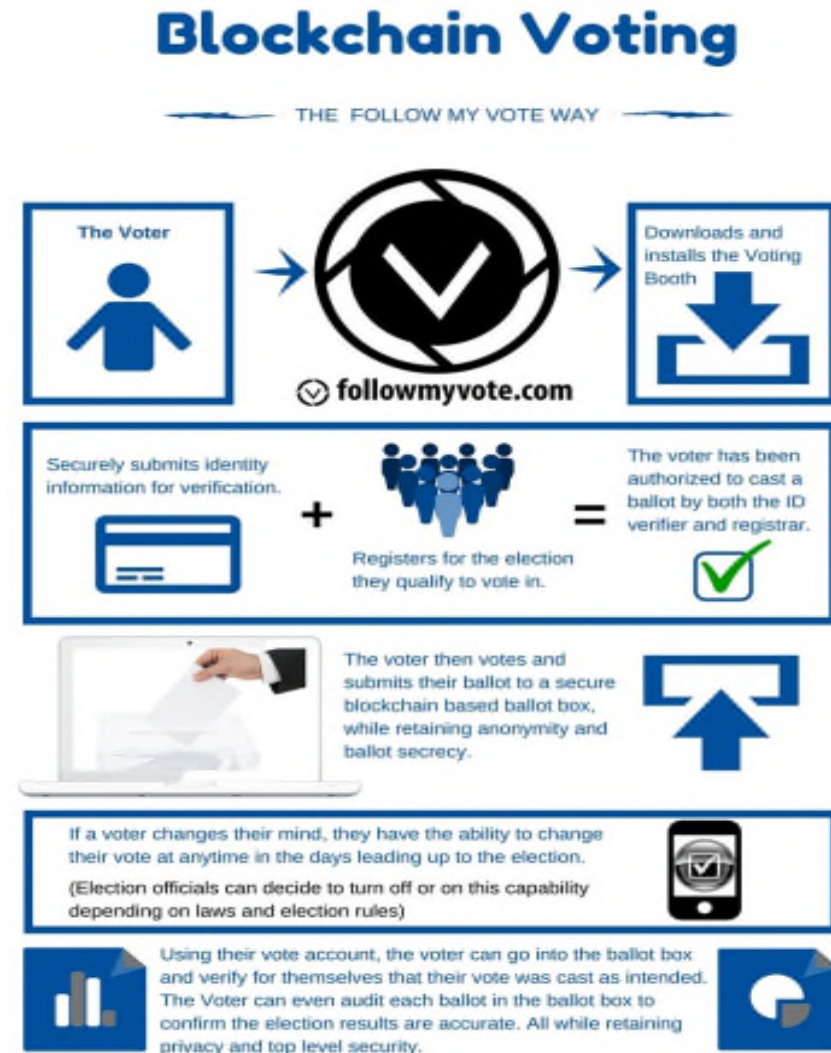 Blockchain Voting
THE FOLLOW MY VOTE WAY
The Voter
followmyvote.com
Downloads and
installs the Voting
Booth
Securely submits identity
information for verification.
+
Registers for the election
they qualify to vote in.
=
The voter has been
authorized to cast a
ballot by both the ID
verifier and registrar.
The voter then votes and
submits their ballot to a secure
blockchain based ballot box,
while retaining anonymity and
ballot secrecy.
If a voter changes their mind, they have the ability to change
their vote at anytime in the days leading up to the election.
(Election officials can decide to turn off or on this capability
depending on laws and election rules)
Using their vote account, the voter can go into the ballot box
and verify for themselves that their vote was cast as intended.
The Voter can even audit each ballot in the ballot box to
confirm the election results are accurate. All while retaining
privacy and top level security.